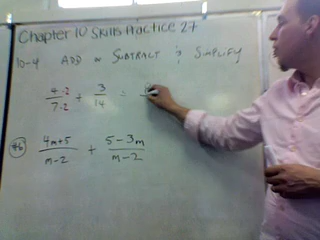 Chapter 10 Skills Practice 27
10-4 ADD or SUBTRACT & SIMPLIFY
4·2/7·2 + 3/14 =
#6 4m+5/m-2 + 5-3m/m-2